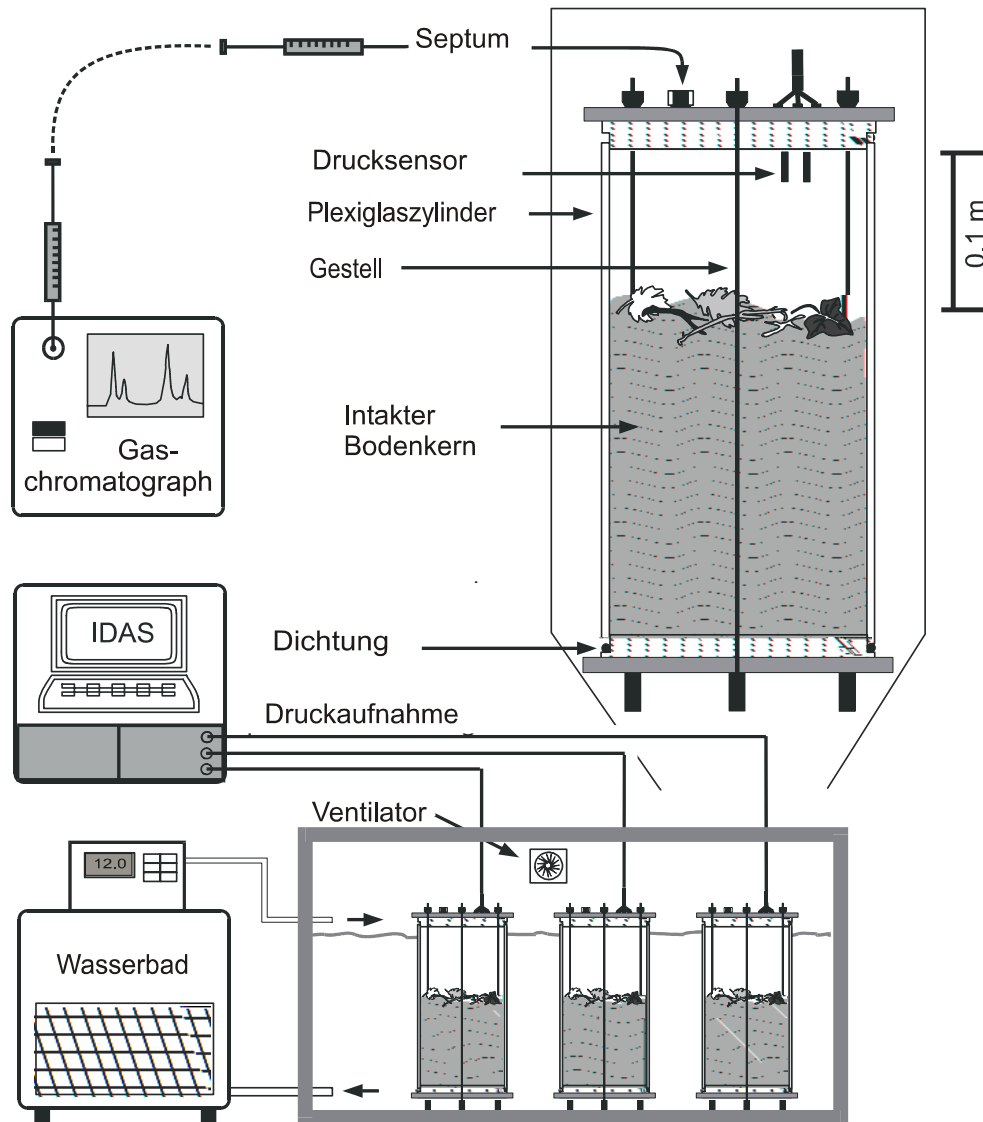 Septum
Drucksensor
Plexiglaszylinder
Gestell
0.1 m
Intakter
Bodenkern
Gas-
chromatograph
IDAS
Dichtung
Druckaufnahme
Ventilator
12.0
Wasserbad